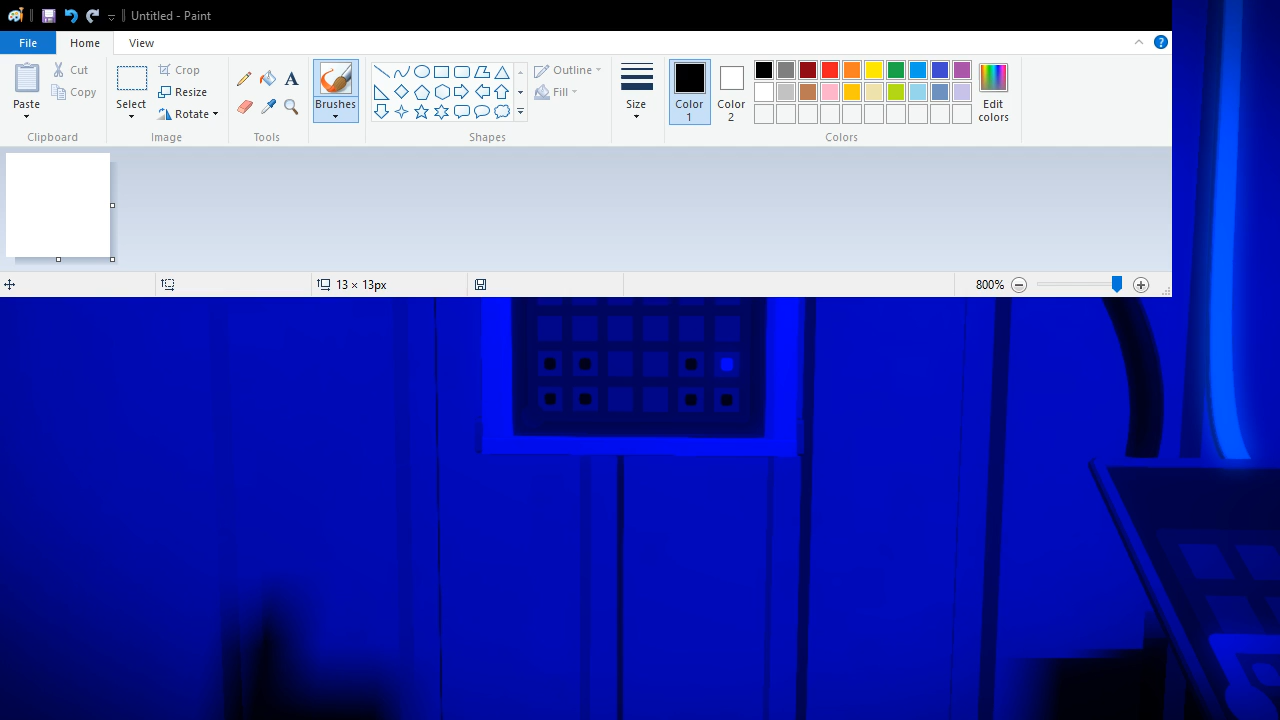 Untitled - Paint
File Home View
Paste
Cut
Copy
Clipboard
Select
Crop
Resize
Rotate
Image
A
Tools
Brushes
Shapes
Outline
Fill
Size
Color 1
Color 2
Colors
Edit colors
?
13 × 13px
800%